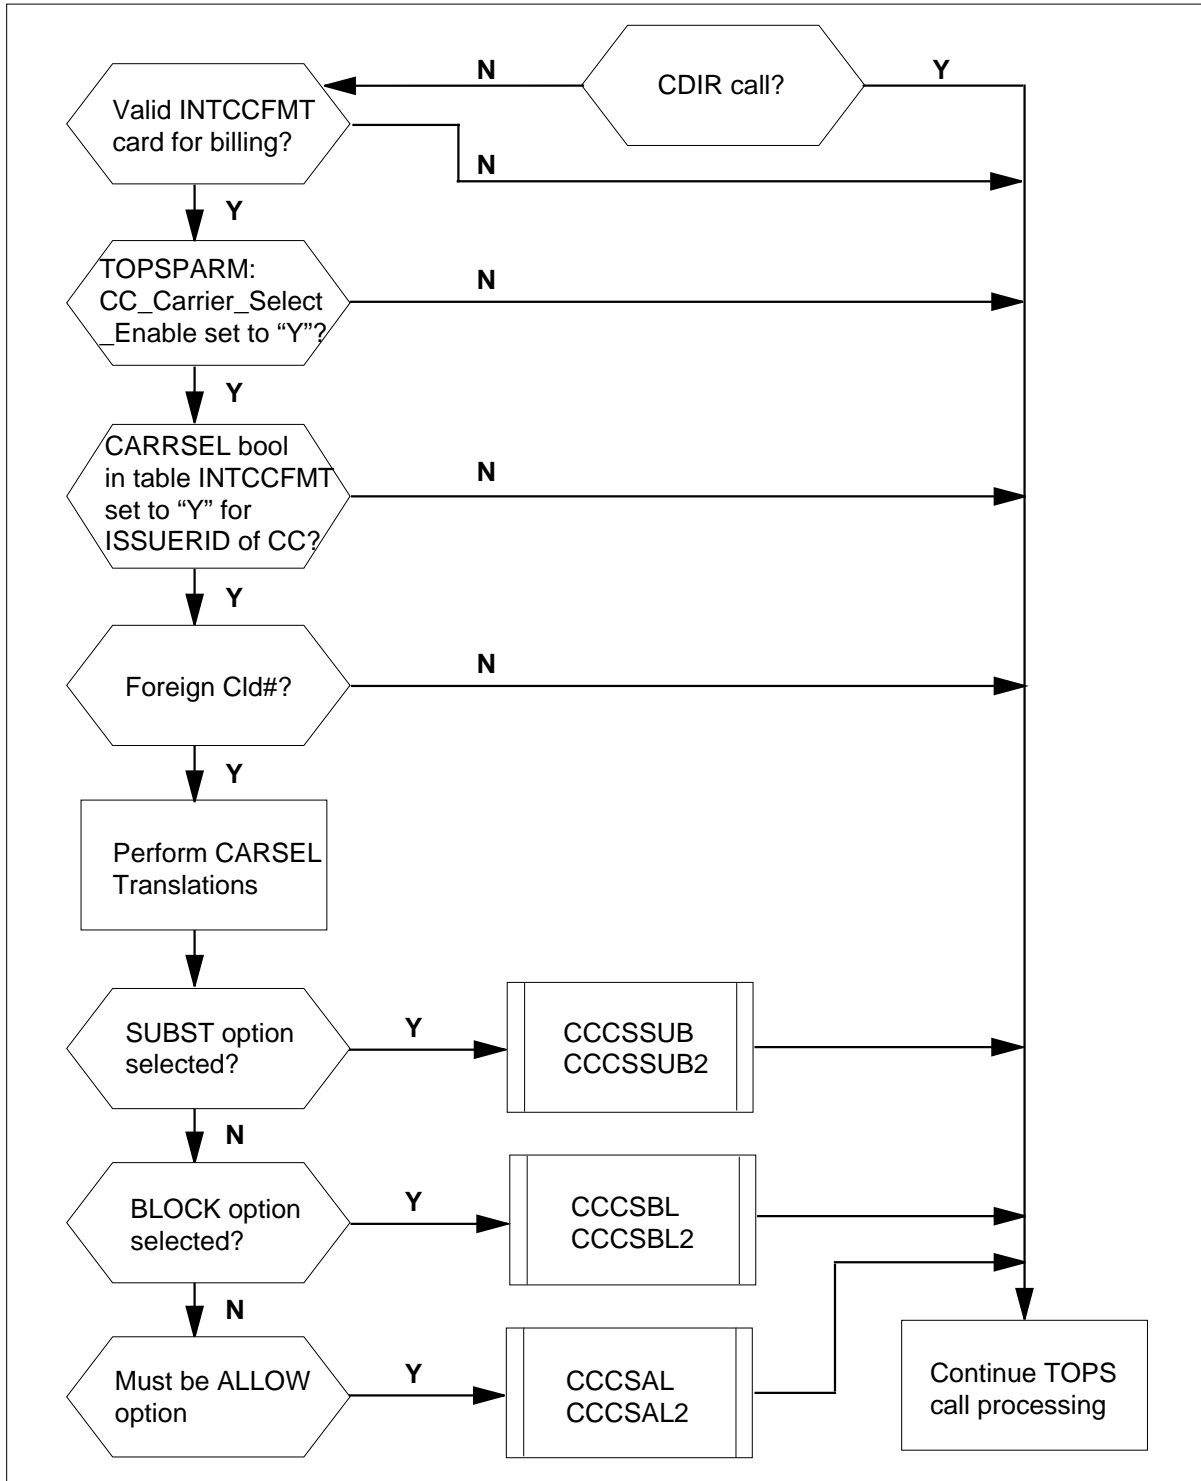 CDIR call?
N
Y
Valid INTCCFMT
card for billing?
N
Y
TOPSPARM:
CC_Carrier_Select
_Enable set to “Y”?
N
Y
CARRSEL bool
in table INTCCFMT
set to “Y” for
ISSUERID of CC?
N
Y
Foreign Cld#?
N
Y
Perform CARSEL
Translations
SUBST option
selected?
Y
CCCSSUB
CCCSSUB2
N
BLOCK option
selected?
Y
CCCSBL
CCCSBL2
N
Must be ALLOW
option
Y
CCCSAL
CCCSAL2
Continue TOPS
call processing